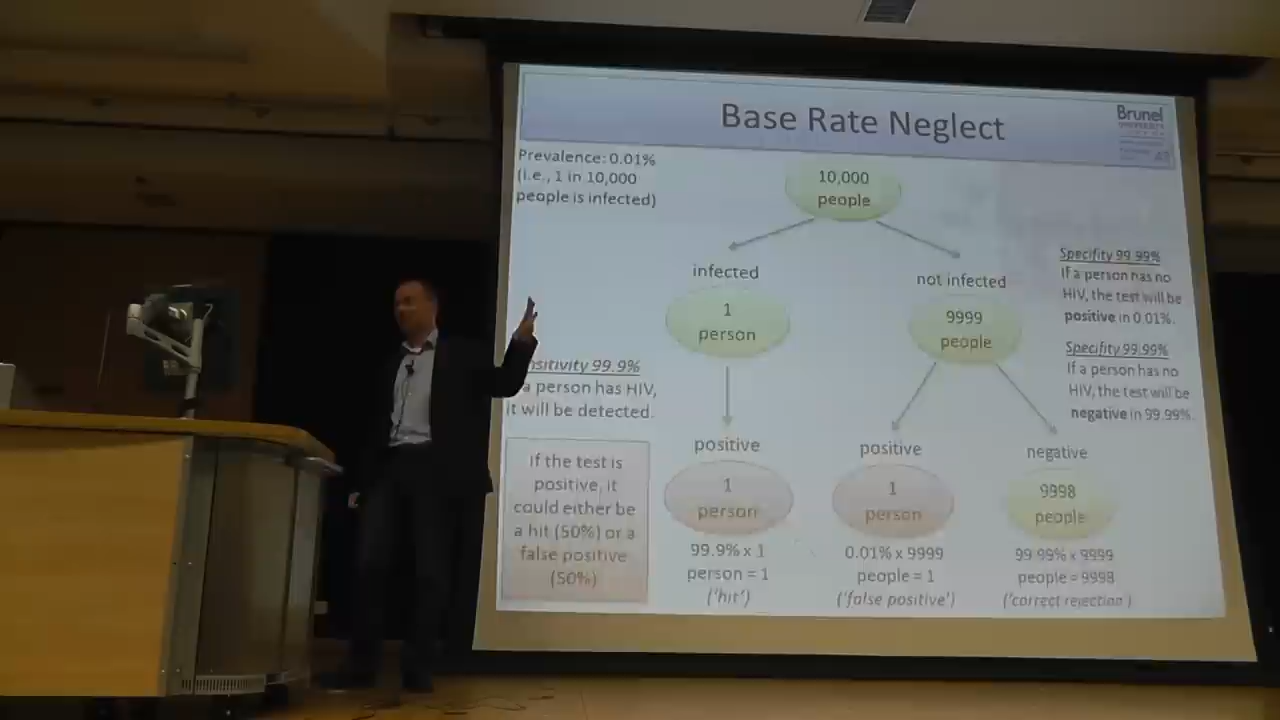 Base Rate Neglect
Brunel
UNIVERSITY
43
Prevalence: 0.01%
(i.e., 1 in 10,000
people is infected)
10,000
people
infected
1
person
not infected
9999
people
Specifity 99.99%
If a person has no
HIV, the test will be
positive in 0.01%.
Specifity 99.99%
If a person has no
HIV, the test will be
negative in 99.99%.
nsitivity 99.9%
a person has HIV,
it will be detected.
If the test is
positive, it
could either be
a hit (50%) or a
false positive
(50%)
positive
1
person
99.9% x 1
person = 1
('hit')
positive
1
person
0.01% x 9999
people = 1
('false positive')
negative
9998
people
99.99% x 9999
people = 9998
('correct rejection')